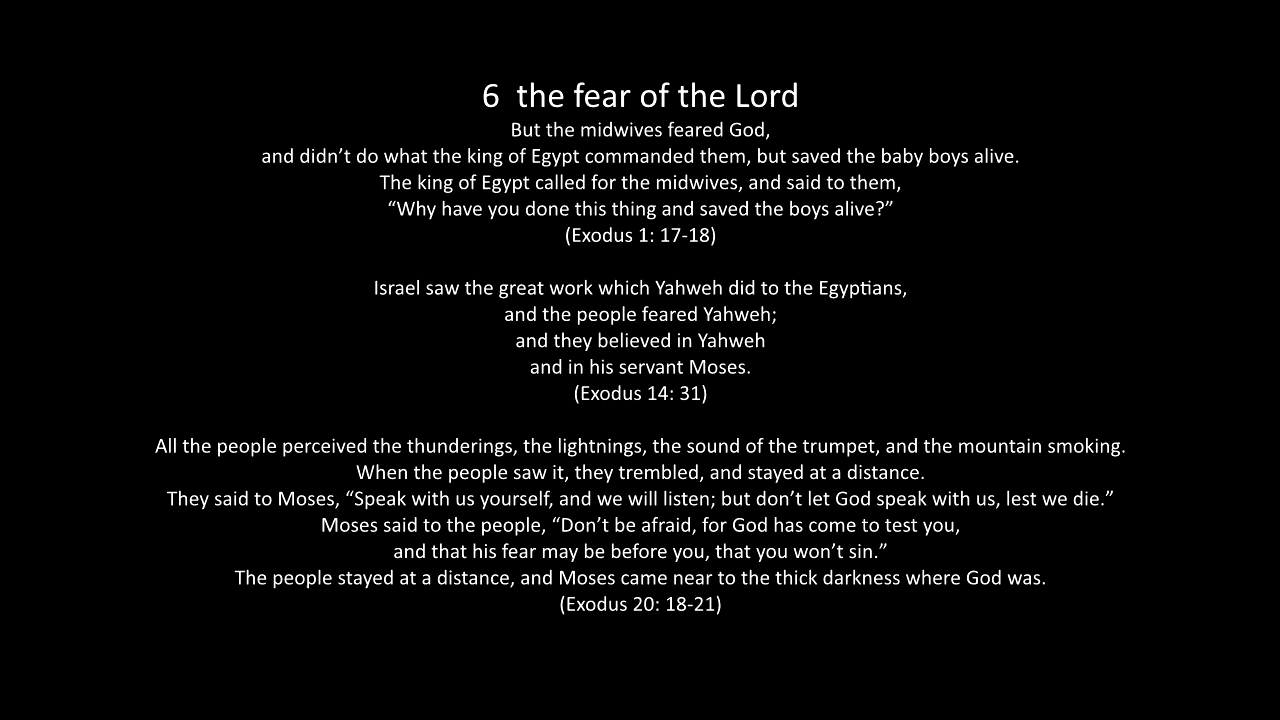 6  the fear of the Lord
But the midwives feared God,
and didn’t do what the king of Egypt commanded them, but saved the baby boys alive.
The king of Egypt called for the midwives, and said to them,
“Why have you done this thing and saved the boys alive?”
(Exodus 1: 17-18)
Israel saw the great work which Yahweh did to the Egyptians,
and the people feared Yahweh;
and they believed in Yahweh
and in his servant Moses.
(Exodus 14: 31)
All the people perceived the thunderings, the lightnings, the sound of the trumpet, and the mountain smoking.
When the people saw it, they trembled, and stayed at a distance.
They said to Moses, “Speak with us yourself, and we will listen; but don’t let God speak with us, lest we die.”
Moses said to the people, “Don’t be afraid, for God has come to test you,
and that his fear may be before you, that you won’t sin.”
The people stayed at a distance, and Moses came near to the thick darkness where God was.
(Exodus 20: 18-21)